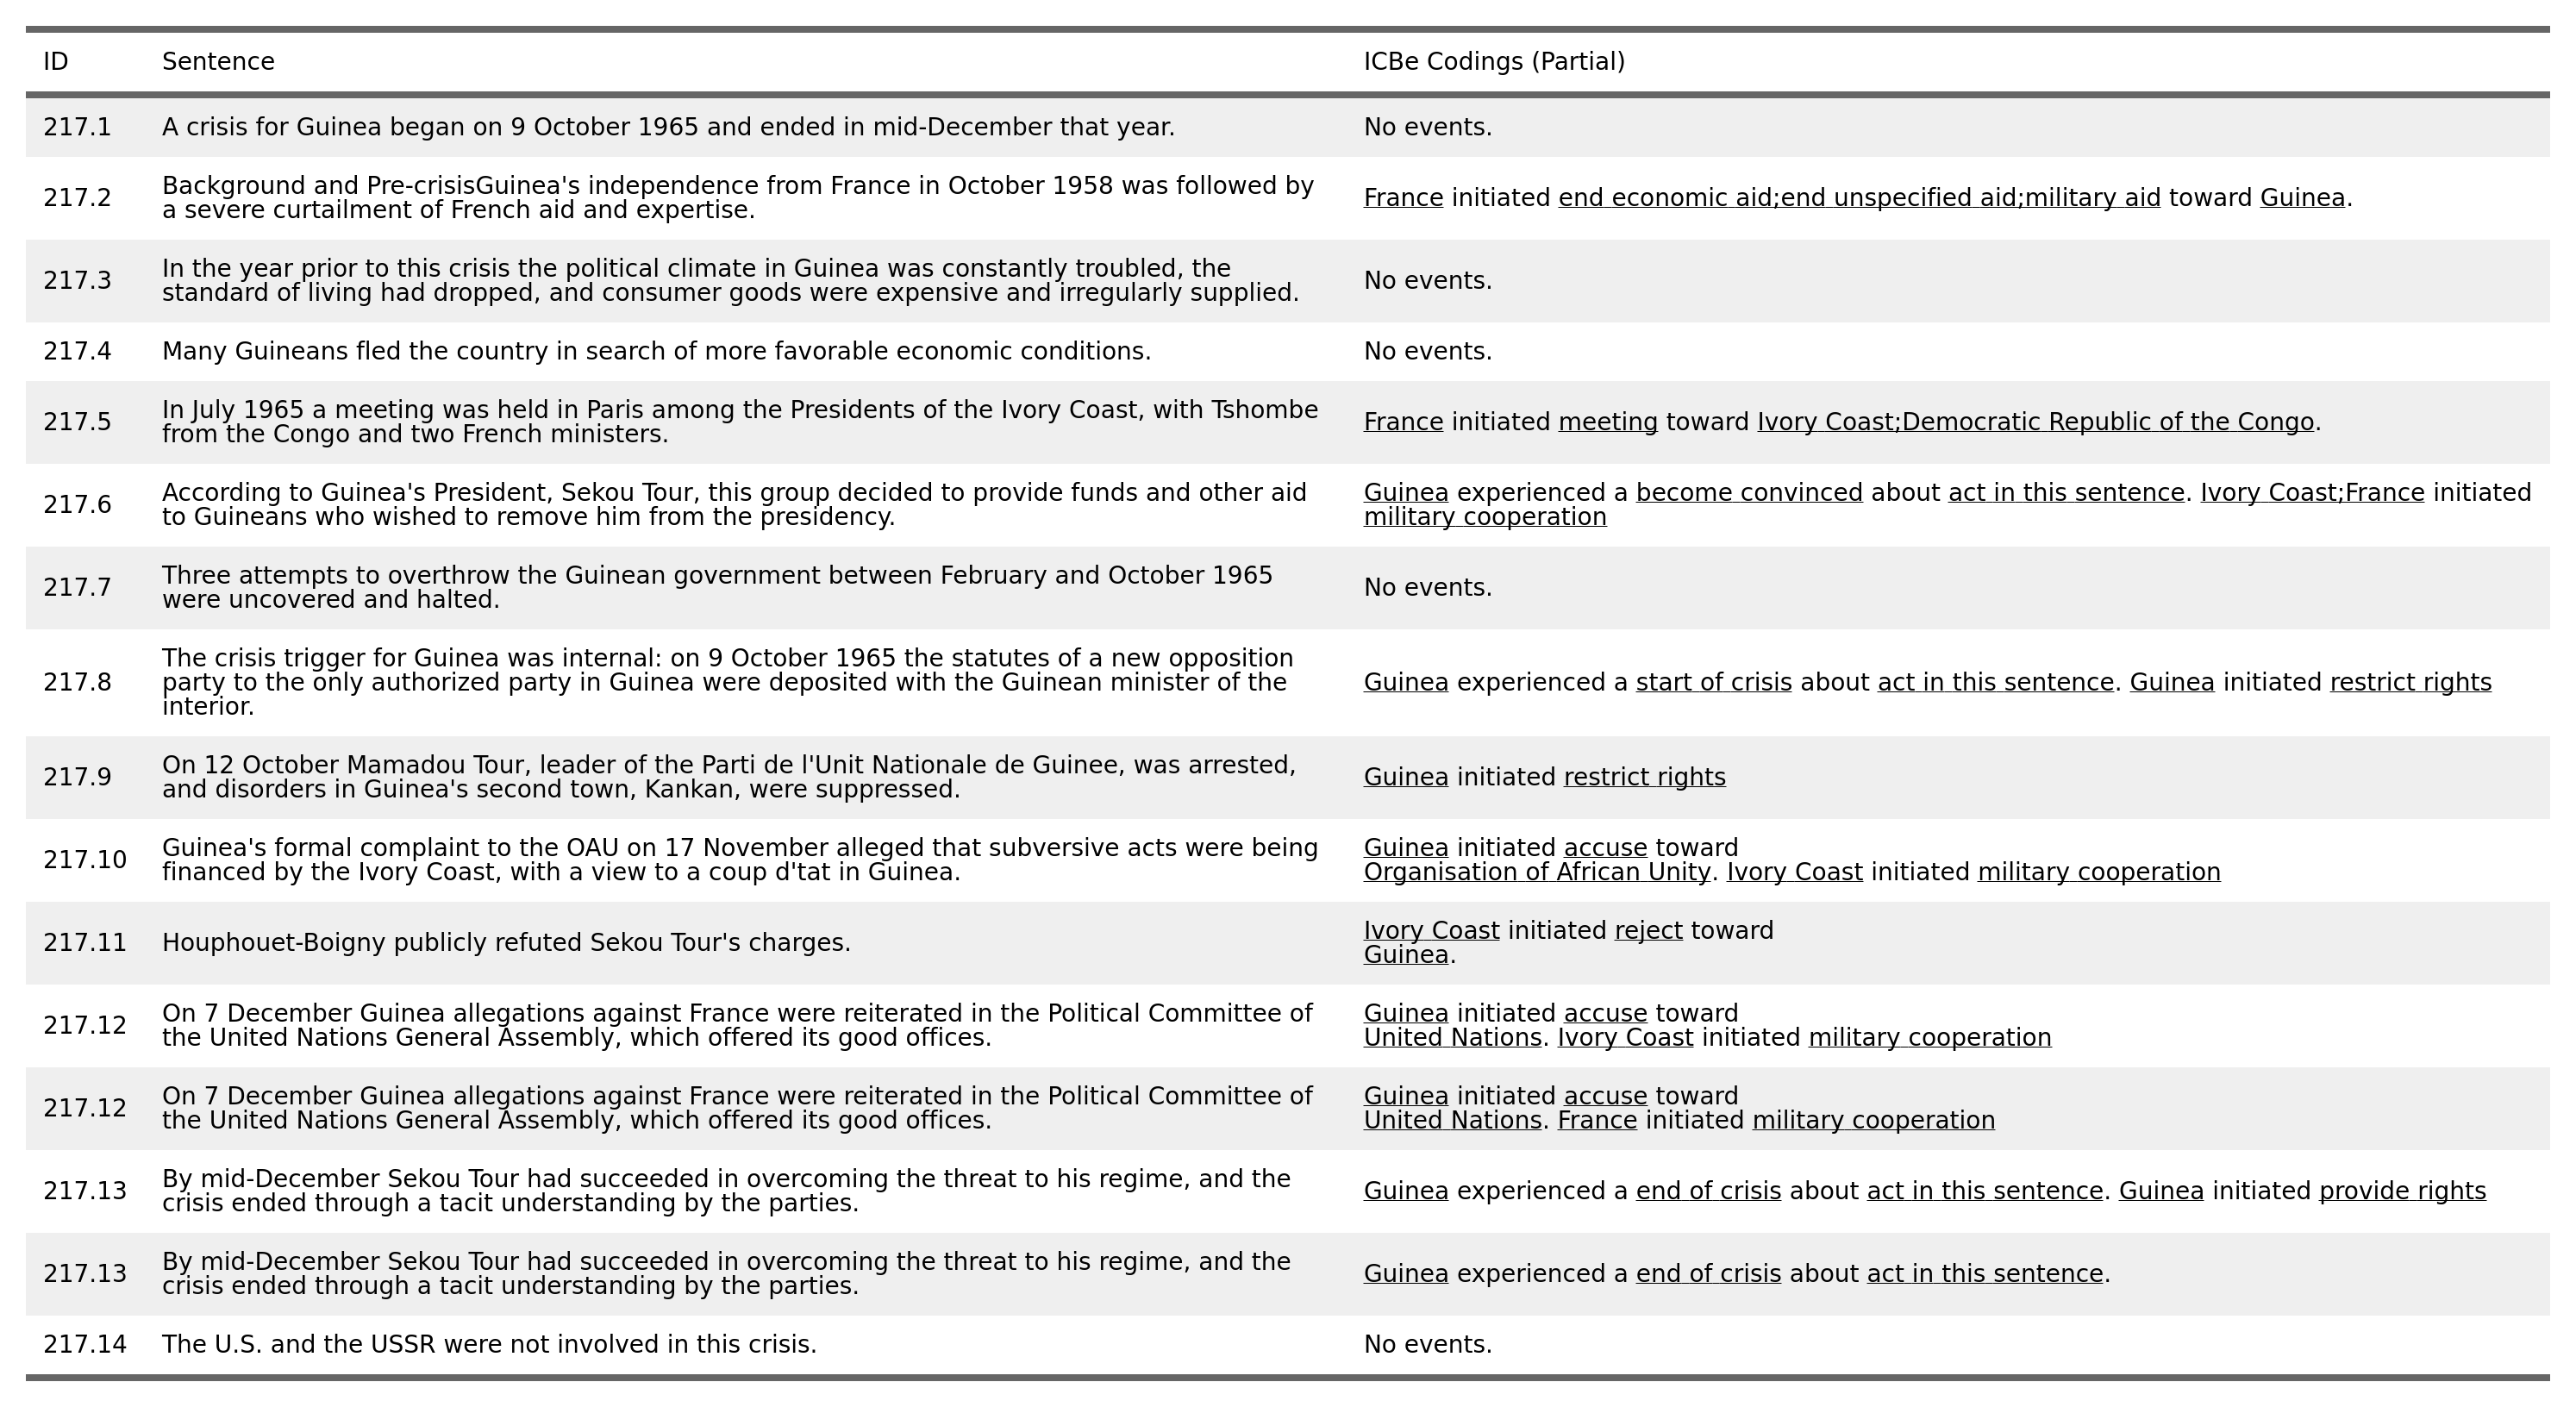 ID Sentence ICBe Codings (Partial)
217.1 A crisis for Guinea began on 9 October 1965 and ended in mid-December that year. No events.
217.2 Background and Pre-crisisGuinea's independence from France in October 1958 was followed by
a severe curtailment of French aid and expertise.
France initiated end economic aid;end unspecified aid;military aid toward Guinea.
217.3 In the year prior to this crisis the political climate in Guinea was constantly troubled, the
standard of living had dropped, and consumer goods were expensive and irregularly supplied.
No events.
217.4 Many Guineans fled the country in search of more favorable economic conditions. No events.
217.5 In July 1965 a meeting was held in Paris among the Presidents of the Ivory Coast, with Tshombe
from the Congo and two French ministers.
France initiated meeting toward Ivory Coast;Democratic Republic of the Congo.
217.6 According to Guinea's President, Sekou Tour, this group decided to provide funds and other aid
to Guineans who wished to remove him from the presidency.
Guinea experienced a become convinced about act in this sentence. Ivory Coast;France initiated
military cooperation
217.7 Three attempts to overthrow the Guinean government between February and October 1965
were uncovered and halted.
No events.
217.8 The crisis trigger for Guinea was internal: on 9 October 1965 the statutes of a new opposition
party to the only authorized party in Guinea were deposited with the Guinean minister of the
interior.
Guinea experienced a start of crisis about act in this sentence. Guinea initiated restrict rights
217.9 On 12 October Mamadou Tour, leader of the Parti de l'Unit Nationale de Guinee, was arrested,
and disorders in Guinea's second town, Kankan, were suppressed.
Guinea initiated restrict rights
217.10 Guinea's formal complaint to the OAU on 17 November alleged that subversive acts were being
financed by the Ivory Coast, with a view to a coup d'tat in Guinea.
Guinea initiated accuse toward
Organisation of African Unity. Ivory Coast initiated military cooperation
217.11 Houphouet-Boigny publicly refuted Sekou Tour's charges.
Ivory Coast initiated reject toward
Guinea.
217.12 On 7 December Guinea allegations against France were reiterated in the Political Committee of
the United Nations General Assembly, which offered its good offices.
Guinea initiated accuse toward
United Nations. Ivory Coast initiated military cooperation
217.12 On 7 December Guinea allegations against France were reiterated in the Political Committee of
the United Nations General Assembly, which offered its good offices.
Guinea initiated accuse toward
United Nations. France initiated military cooperation
217.13 By mid-December Sekou Tour had succeeded in overcoming the threat to his regime, and the
crisis ended through a tacit understanding by the parties.
Guinea experienced a end of crisis about act in this sentence. Guinea initiated provide rights
217.13 By mid-December Sekou Tour had succeeded in overcoming the threat to his regime, and the
crisis ended through a tacit understanding by the parties.
Guinea experienced a end of crisis about act in this sentence.
217.14 The U.S. and the USSR were not involved in this crisis. No events.